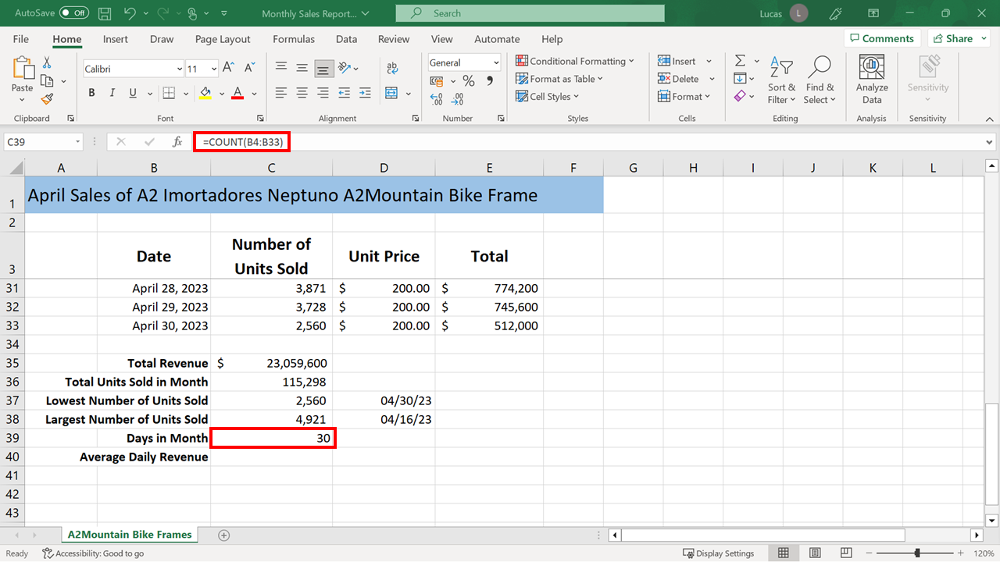 AutoSave Off Monthly Sales Report... Search Lucas L
File Home Insert Draw Page Layout Formulas Data Review View Automate Help Comments Share
Paste Calibri 11 A A General Conditional Formatting Insert Sort & Find & Analyze Sensitivity
B I U A ab % Format as Table Delete Filter Select Data
Cell Styles Format
Clipboard Font Alignment Number Styles Cells Editing Analysis Sensitivity
C39 fx =COUNT(B4:B33)
A B C D E F G H I J K L
1 April Sales of A2 Imortadores Neptuno A2Mountain Bike Frame
2
3 Date Number of Units Sold Unit Price Total
31 April 28, 2023 3,871 $ 200.00 $ 774,200
32 April 29, 2023 3,728 $ 200.00 $ 745,600
33 April 30, 2023 2,560 $ 200.00 $ 512,000
34
35 Total Revenue $ 23,059,600
36 Total Units Sold in Month 115,298
37 Lowest Number of Units Sold 2,560 04/30/23
38 Largest Number of Units Sold 4,921 04/16/23
39 Days in Month 30
40 Average Daily Revenue
41
42
43
A2Mountain Bike Frames
Ready Accessibility: Good to go Display Settings 120%